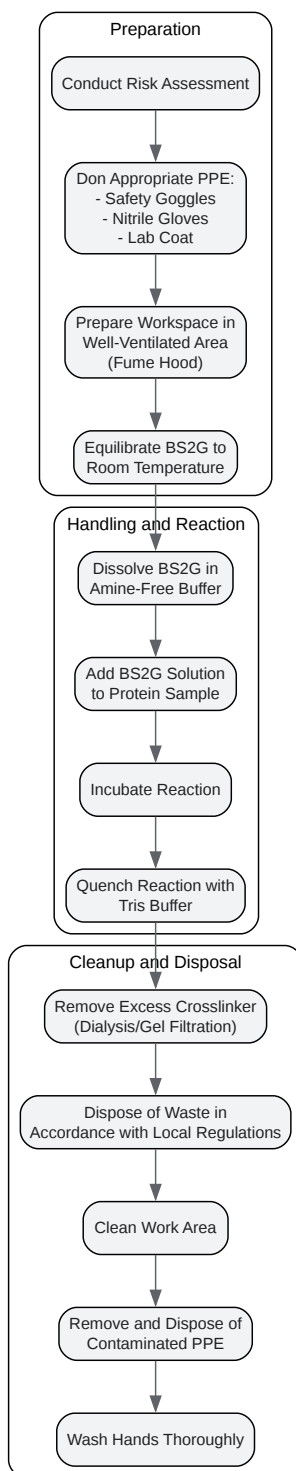 Preparation
Conduct Risk Assessment
Don Appropriate PPE:
- Safety Goggles
- Nitrile Gloves
- Lab Coat
Prepare Workspace in
Well-Ventilated Area
(Fume Hood)
Equilibrate BS2G to
Room Temperature
Handling and Reaction
Dissolve BS2G in
Amine-Free Buffer
Add BS2G Solution
to Protein Sample
Incubate Reaction
Quench Reaction with
Tris Buffer
Cleanup and Disposal
Remove Excess Crosslinker
(Dialysis/Gel Filtration)
Dispose of Waste in
Accordance with Local Regulations
Clean Work Area
Remove and Dispose of
Contaminated PPE
Wash Hands Thoroughly